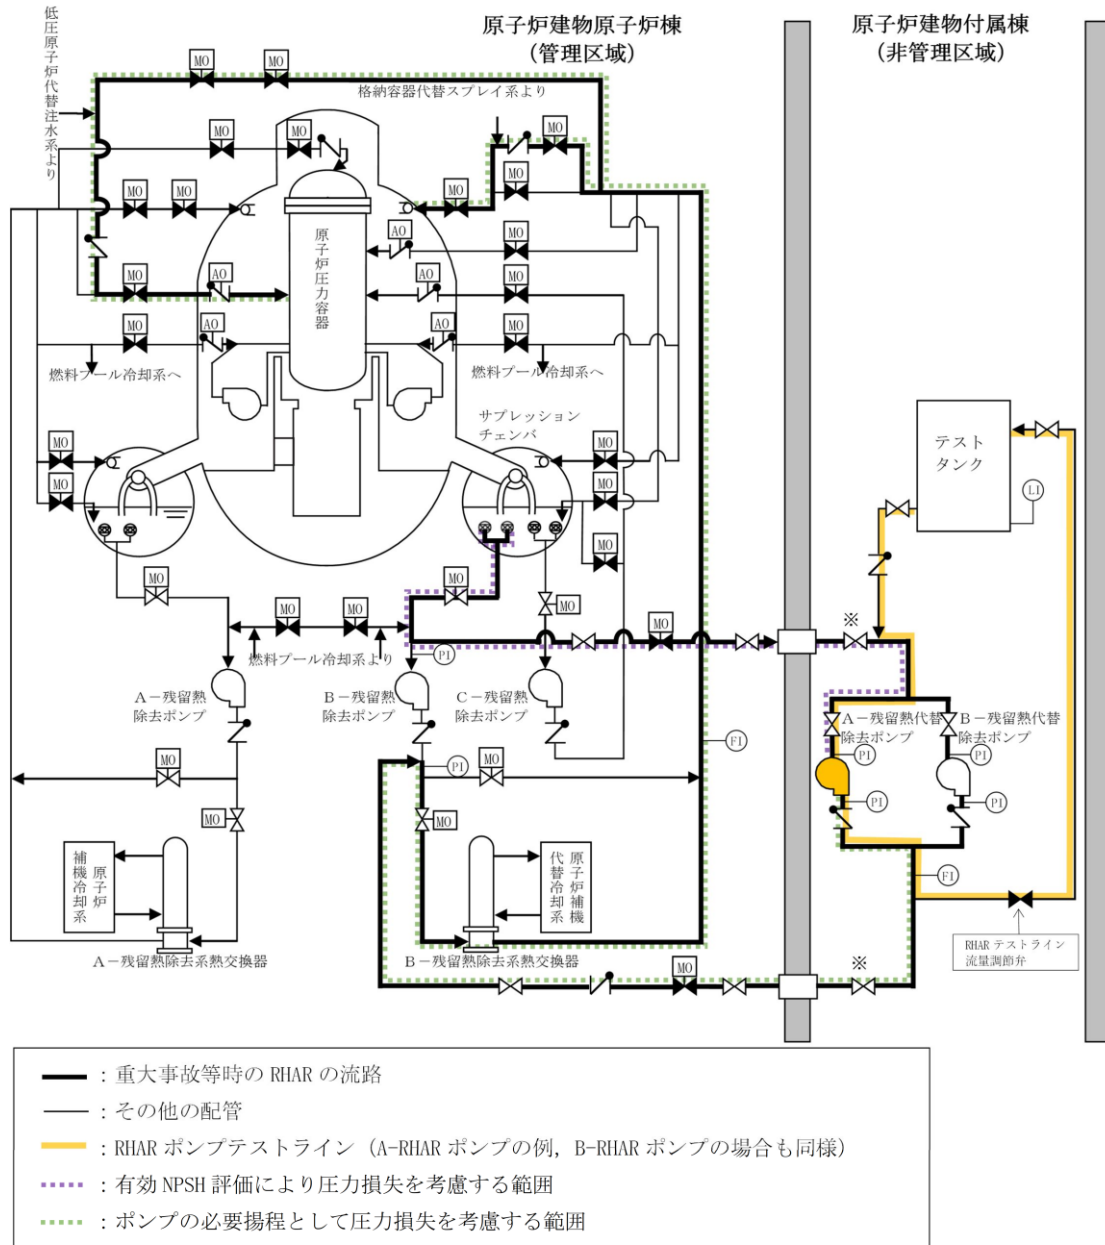 原子炉建物原子炉棟
(管理区域)
原子炉建物付属棟
(非管理区域)
低圧原子炉代替注水系より
MO
MO
格納容器代替スプレイ系より
MO
MO
MO
MO
MO
MO
MO
MO
AO
MO
MO
AO
AO
MO
原子炉圧力容器
MO
AO
AO
MO
燃料プール冷却系へ
燃料プール冷却系へ
サプレッション
チェンバ
テスト
タンク
LI
MO
MO
MO
MO
MO
MO
MO
MO
MO
MO
MO
※
燃料プール冷却系より
PI
A-残留熱
除去ポンプ
B-残留熱
除去ポンプ
C-残留熱
除去ポンプ
A-残留熱代替
除去ポンプ
B-残留熱代替
除去ポンプ
FI
PI
PI
PI
PI
PI
MO
MO
MO
MO
FI
原子炉
補機冷却系
原子炉補機
代替冷却系
A-残留熱除去系熱交換器
B-残留熱除去系熱交換器
RHARテストライン
流量調節弁
MO
※
:重大事故等時のRHARの流路
:その他の配管
:RHARポンプテストライン(A-RHARポンプの例,B-RHARポンプの場合も同様)
:有効NPSH評価により圧力損失を考慮する範囲
:ポンプの必要揚程として圧力損失を考慮する範囲